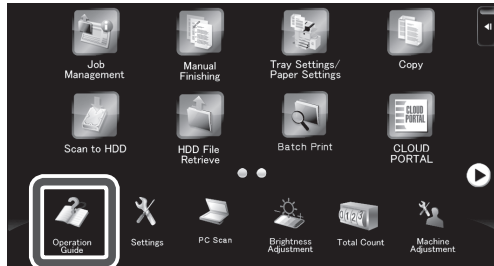 Job
Management
Manual
Finishing
Tray Settings/
Paper Settings
Copy
CLOUD
PORTAL
Scan to HDD
HDD File
Retrieve
Batch Print
CLOUD
PORTAL
0123
Operation
Guide
Settings
PC Scan
Brightness
Adjustment
Total Count
Machine
Adjustment